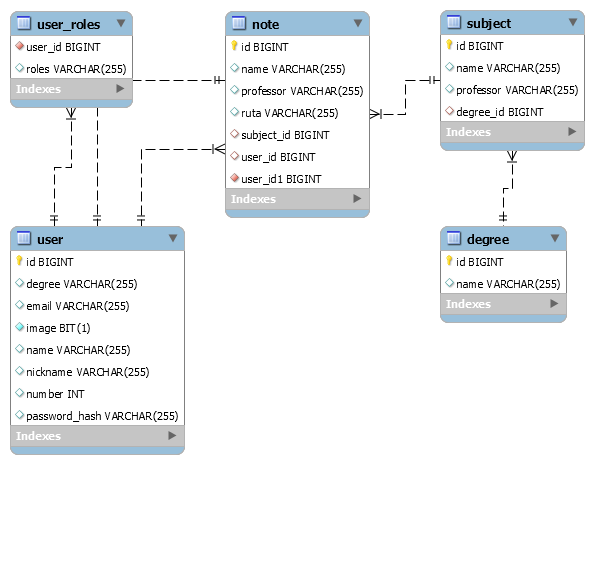 user_roles
user_id BIGINT
roles VARCHAR(255)
Indexes
note
id BIGINT
name VARCHAR(255)
professor VARCHAR(255)
ruta VARCHAR(255)
subject_id BIGINT
user_id BIGINT
user_id1 BIGINT
Indexes
subject
id BIGINT
name VARCHAR(255)
professor VARCHAR(255)
degree_id BIGINT
Indexes
user
id BIGINT
degree VARCHAR(255)
email VARCHAR(255)
image BIT(1)
name VARCHAR(255)
nickname VARCHAR(255)
number INT
password_hash VARCHAR(255)
Indexes
degree
id BIGINT
name VARCHAR(255)
Indexes